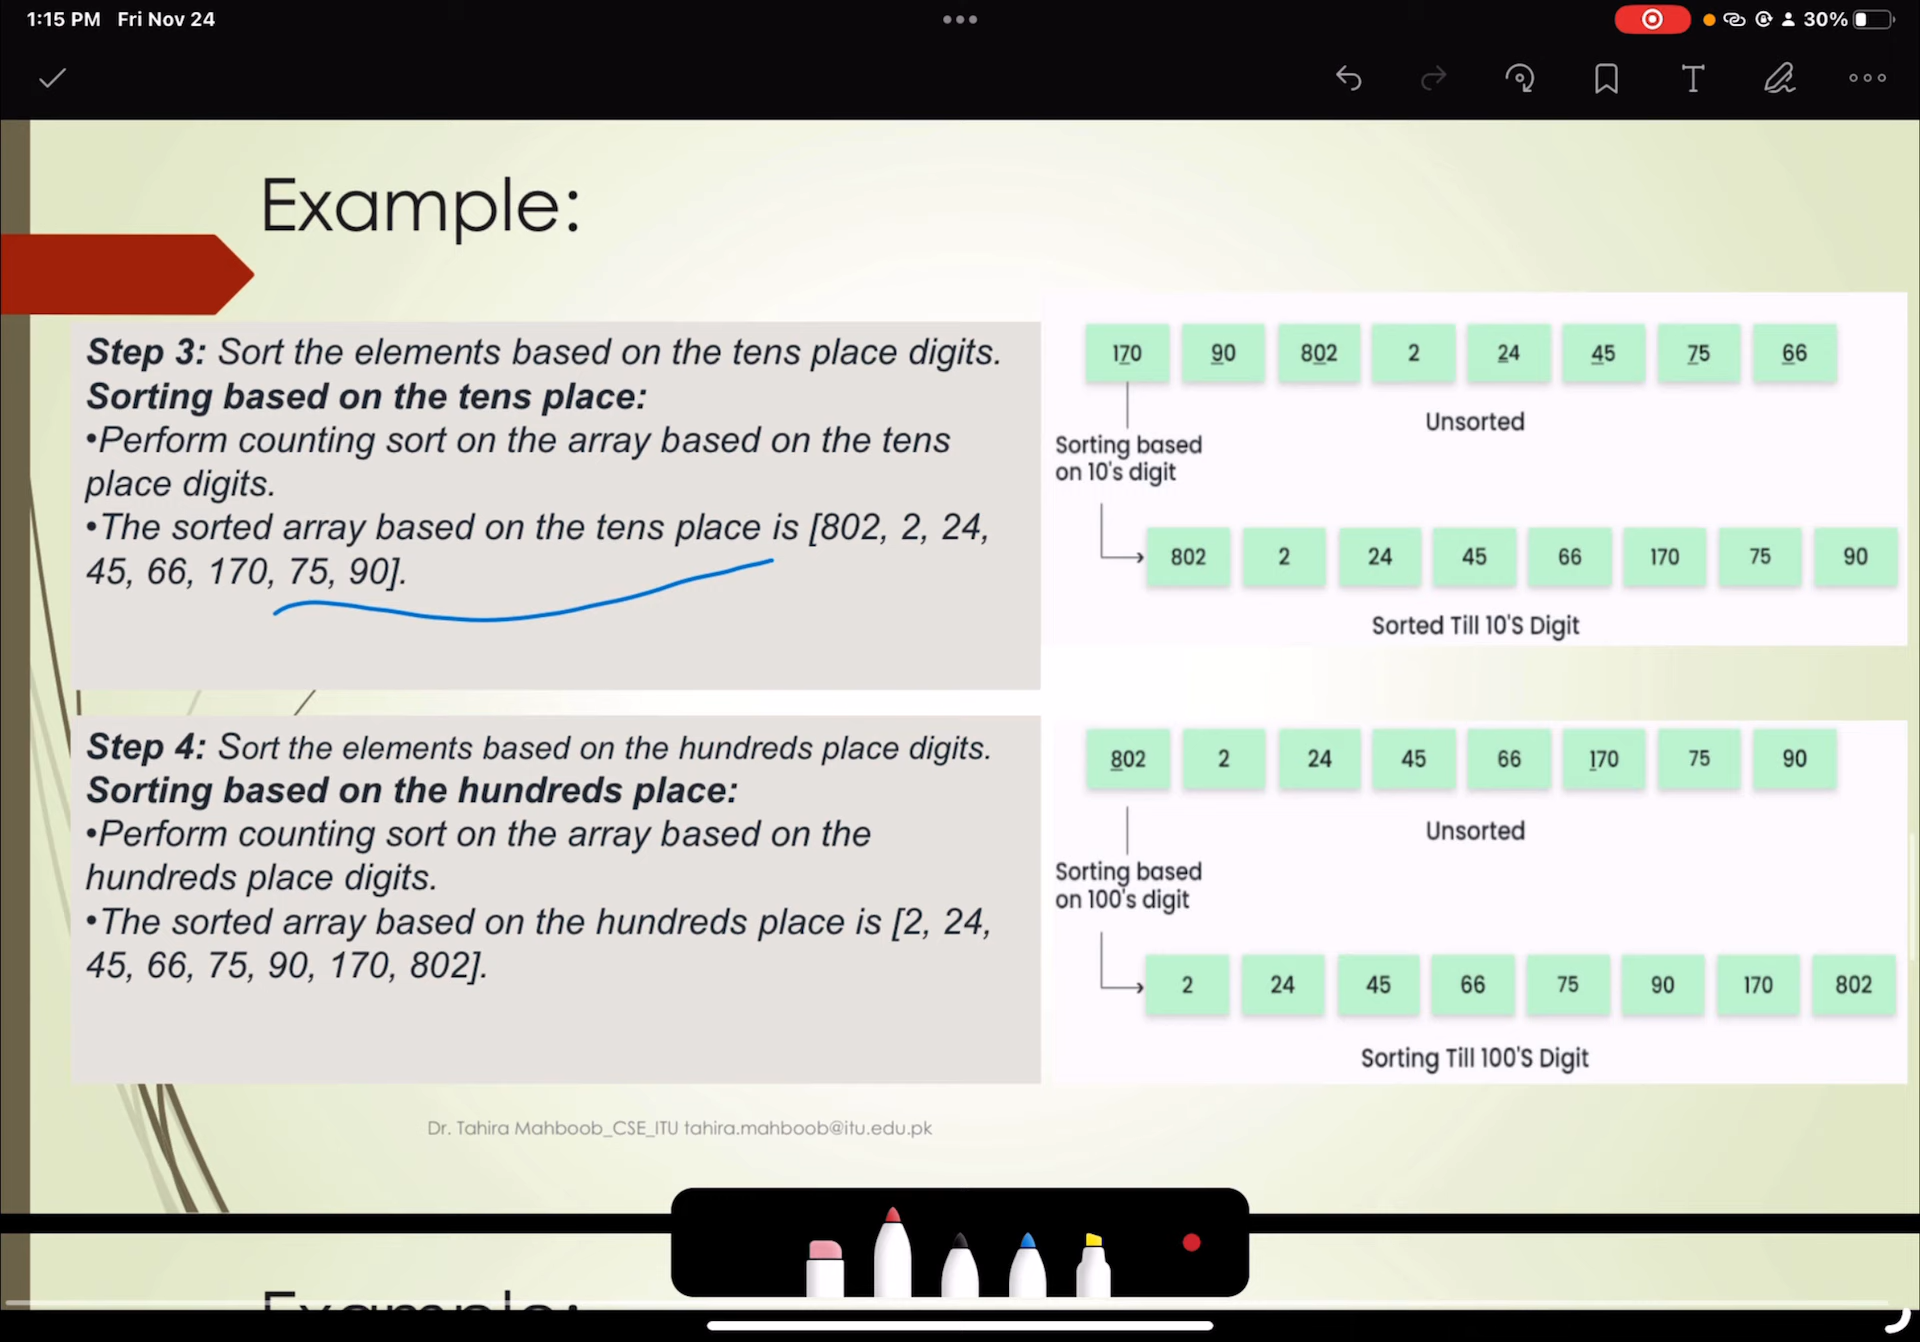 1:15 PM Fri Nov 24
30%
T
Example:
Step 3: Sort the elements based on the tens place digits.
Sorting based on the tens place:
•Perform counting sort on the array based on the tens
place digits.
•The sorted array based on the tens place is [802, 2, 24,
45, 66, 170, 75, 90].
170 90 802 2 24 45 75 66
Unsorted
Sorting based
on 10's digit
802 2 24 45 66 170 75 90
Sorted Till 10'S Digit
Step 4: Sort the elements based on the hundreds place digits.
Sorting based on the hundreds place:
•Perform counting sort on the array based on the
hundreds place digits.
•The sorted array based on the hundreds place is [2, 24,
45, 66, 75, 90, 170, 802].
802 2 24 45 66 170 75 90
Unsorted
Sorting based
on 100's digit
2 24 45 66 75 90 170 802
Sorting Till 100'S Digit
Dr. Tahira Mahboob_CSE_ITU tahira.mahboob@itu.edu.pk
Example: